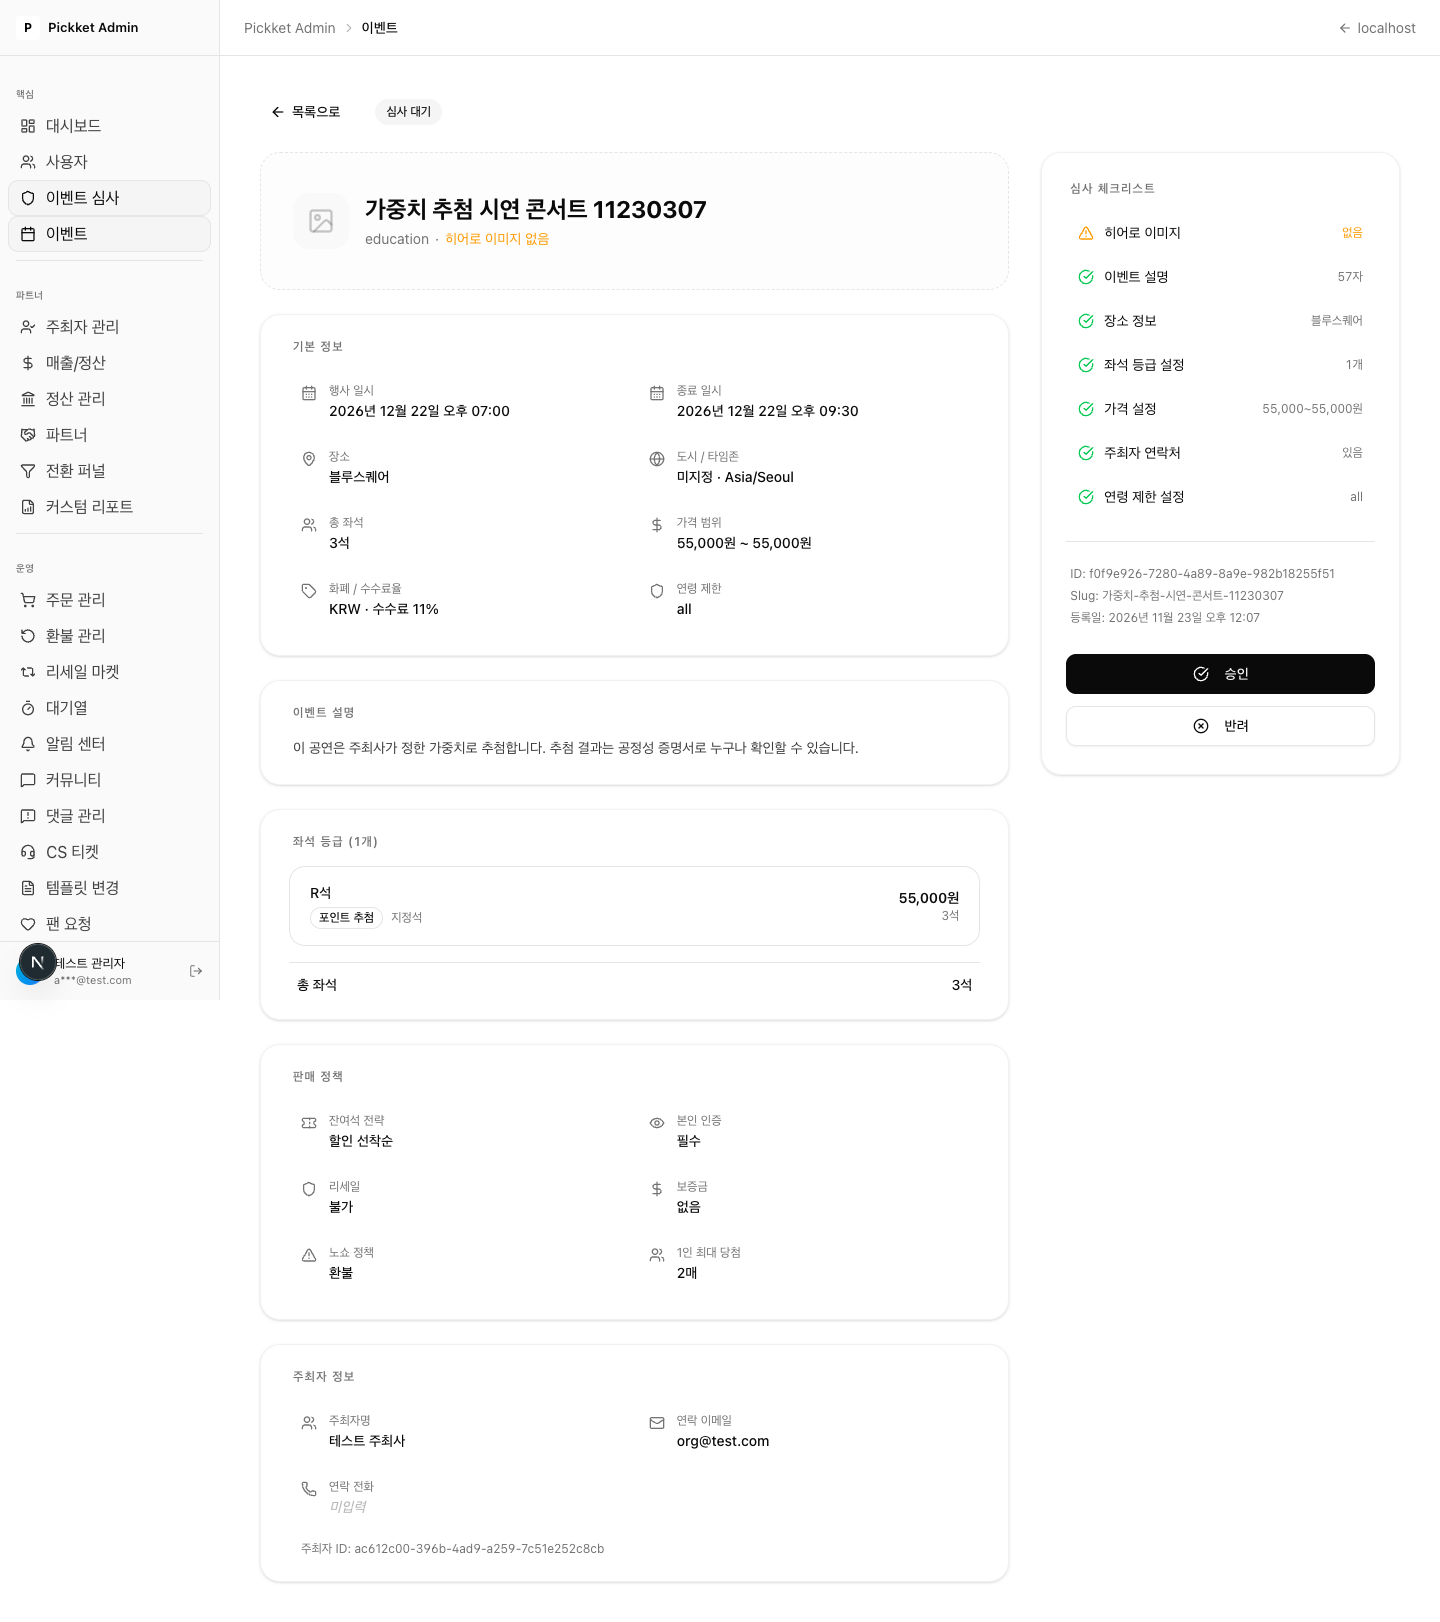 P Pickket Admin
Pickket Admin > 이벤트
← localhost
핵심
대시보드
사용자
이벤트 심사
이벤트
파트너
주최자 관리
매출/정산
정산 관리
파트너
전환 퍼널
커스텀 리포트
운영
주문 관리
환불 관리
리세일 마켓
대기열
알림 센터
커뮤니티
댓글 관리
CS 티켓
템플릿 변경
팬 요청
N
테스트 관리자
a***@test.com
← 목록으로
심사 대기
가중치 추첨 시연 콘서트 11230307
education · 히어로 이미지 없음
기본 정보
행사 일시
2026년 12월 22일 오후 07:00
종료 일시
2026년 12월 22일 오후 09:30
장소
블루스퀘어
도시 / 타임존
미지정 · Asia/Seoul
총 좌석
3석
가격 범위
55,000원 ~ 55,000원
화폐 / 수수료율
KRW · 수수료 11%
연령 제한
all
이벤트 설명
이 공연은 주최사가 정한 가중치로 추첨합니다. 추첨 결과는 공정성 증명서로 누구나 확인할 수 있습니다.
좌석 등급 (1개)
R석
포인트 추첨 지정석
55,000원
3석
총 좌석 3석
판매 정책
잔여석 전략
할인 선착순
본인 인증
필수
리세일
불가
보증금
없음
노쇼 정책
환불
1인 최대 당첨
2매
주최자 정보
주최자명
테스트 주최사
연락 이메일
org@test.com
연락 전화
미입력
주최자 ID: ac612c00-396b-4ad9-a259-7c51e252c8cb
심사 체크리스트
히어로 이미지 없음
이벤트 설명 57자
장소 정보 블루스퀘어
좌석 등급 설정 1개
가격 설정 55,000~55,000원
주최자 연락처 있음
연령 제한 설정 all
ID: f0f9e926-7280-4a89-8a9e-982b18255f51
Slug: 가중치-추첨-시연-콘서트-11230307
등록일: 2026년 11월 23일 오후 12:07
승인
반려